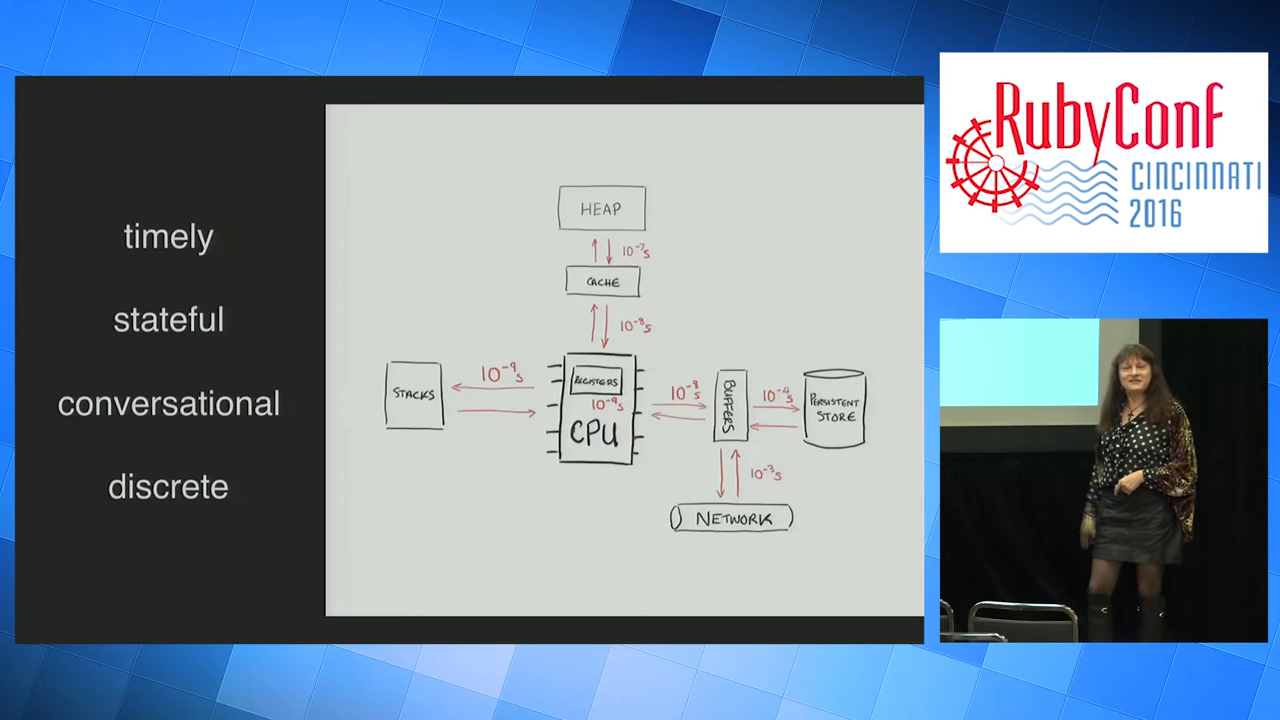 timely
stateful
conversational
discrete
HEAP
10⁻⁷s
CACHE
10⁻⁸s
STACKS
10⁻⁹s
REGISTERS
10⁻⁹s
CPU
10⁻⁸s
BUFFERS
10⁻⁴s
PERSISTENT
STORE
10⁻³s
NETWORK
RubyConf
CINCINNATI
2016